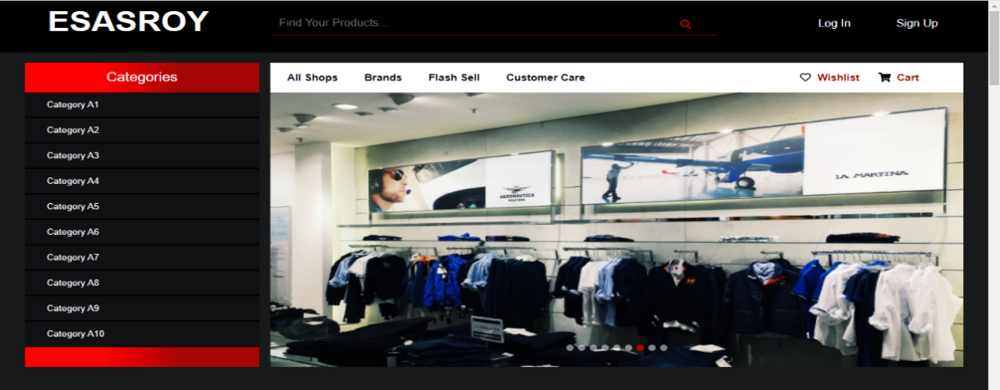 ESASROY
Find Your Products...
Log In
Sign Up
Categories
Category A1
Category A2
Category A3
Category A4
Category A5
Category A6
Category A7
Category A8
Category A9
Category A10
All Shops
Brands
Flash Sell
Customer Care
Wishlist
Cart
AERONAUTICA
LA MARTINA